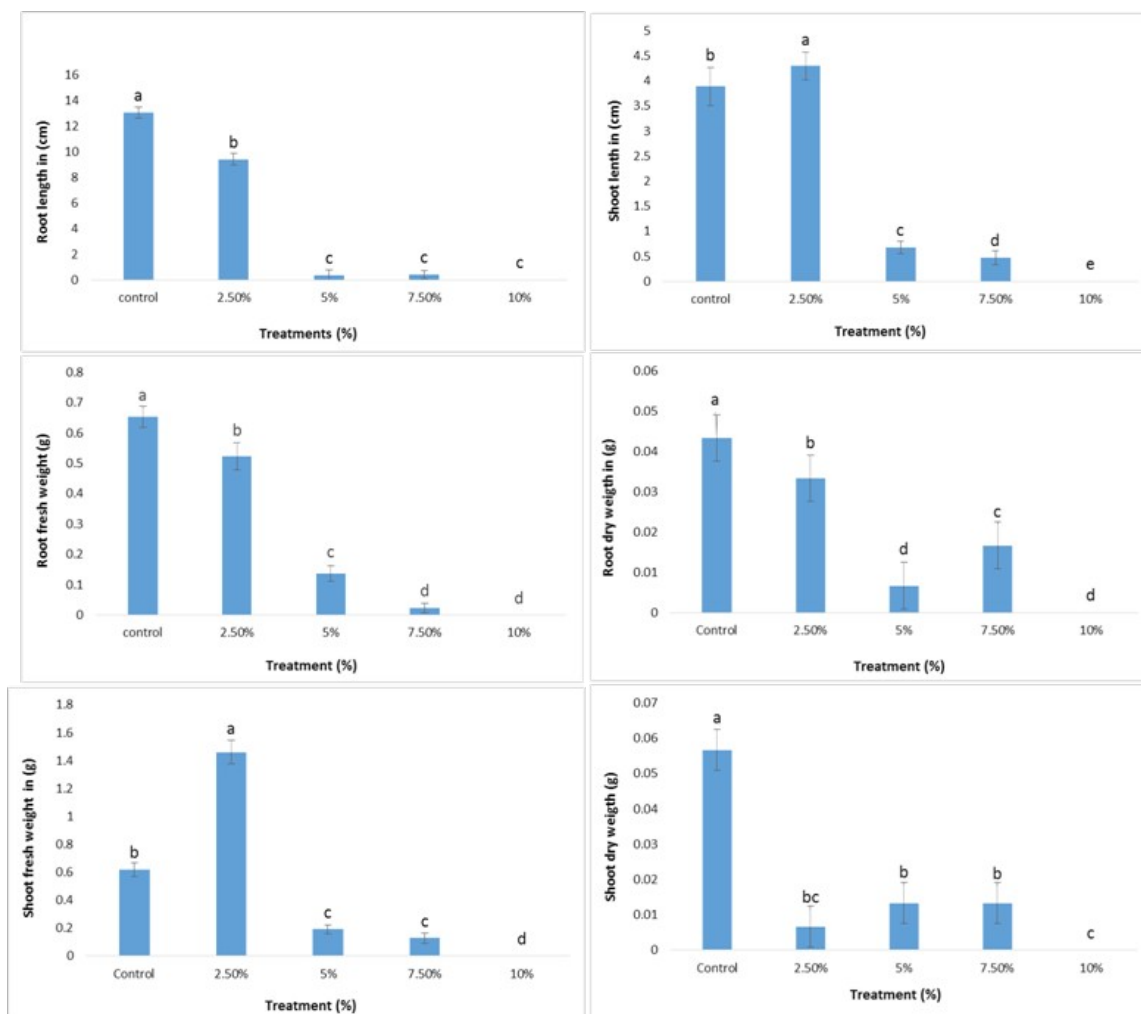 Root length in (cm)
16
14
12
10
8
6
4
2
0
a
b
c
c
c
control
2.50%
5%
7.50%
10%
Treatments (%)
Shoot lenth in (cm)
5
4.5
4
3.5
3
2.5
2
1.5
1
0.5
0
b
a
c
d
e
control
2.50%
5%
7.50%
10%
Treatment (%)
Root fresh weight (g)
0.8
0.7
0.6
0.5
0.4
0.3
0.2
0.1
0
a
b
c
d
d
control
2.50%
5%
7.50%
10%
Treatment (%)
Root dry weigth in (g)
0.06
0.05
0.04
0.03
0.02
0.01
0
a
b
d
c
d
Control
2.50%
5%
7.50%
10%
Treatment (%)
Shoot fresh weight in (g)
1.8
1.6
1.4
1.2
1
0.8
0.6
0.4
0.2
0
b
a
c
c
d
Control
2.50%
5%
7.50%
10%
Treatment (%)
Shoot dry weigth (g)
0.07
0.06
0.05
0.04
0.03
0.02
0.01
0
a
bc
b
b
c
Control
2.50%
5%
7.50%
10%
Treatment (%)